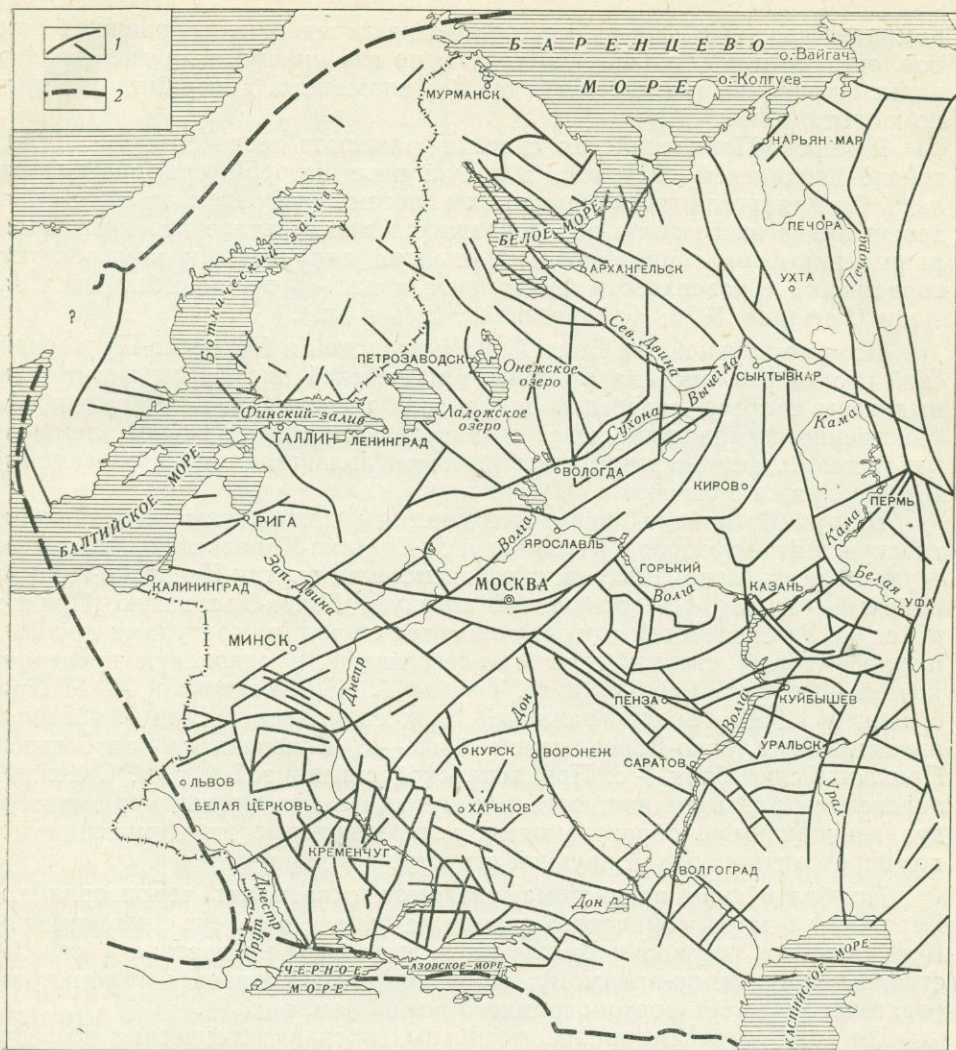 1
2
БАРЕНЦЕВО
МОРЕ
о. Вайгач
о. Колгуев
МУРМАНСК
НАРЬЯН-МАР
ПЕЧОРА
Печора
БЕЛОЕ МОРЕ
АРХАНГЕЛЬСК
УХТА
Ботнический залив
?
Сев. Двина
Вычегда
СЫКТЫВКАР
ПЕТРОЗАВОДСК
Онежское
озеро
Ладожское
озеро
Финский залив
ТАЛЛИН
ЛЕНИНГРАД
Сухона
Кама
ВОЛОГДА
КИРОВ
ПЕРМЬ
БАЛТИЙСКОЕ МОРЕ
РИГА
Волга
ЯРОСЛАВЛЬ
Кама
Зап. Двина
ГОРЬКИЙ
Белая
КАЛИНИНГРАД
МОСКВА
Волга
КАЗАНЬ
УФА
МИНСК
Днепр
Дон
ПЕНЗА
Волга
КУЙБЫШЕВ
КУРСК
ВОРОНЕЖ
УРАЛЬСК
САРАТОВ
ЛЬВОВ
БЕЛАЯ ЦЕРКОВЬ
ХАРЬКОВ
Урал
КРЕМЕНЧУГ
ВОЛГОГРАД
Днестр
Прут
Дон
ЧЕРНОЕ
МОРЕ
АЗОВСКОЕ-МОРЕ
КАСПИЙСКОЕ-МОРЕ